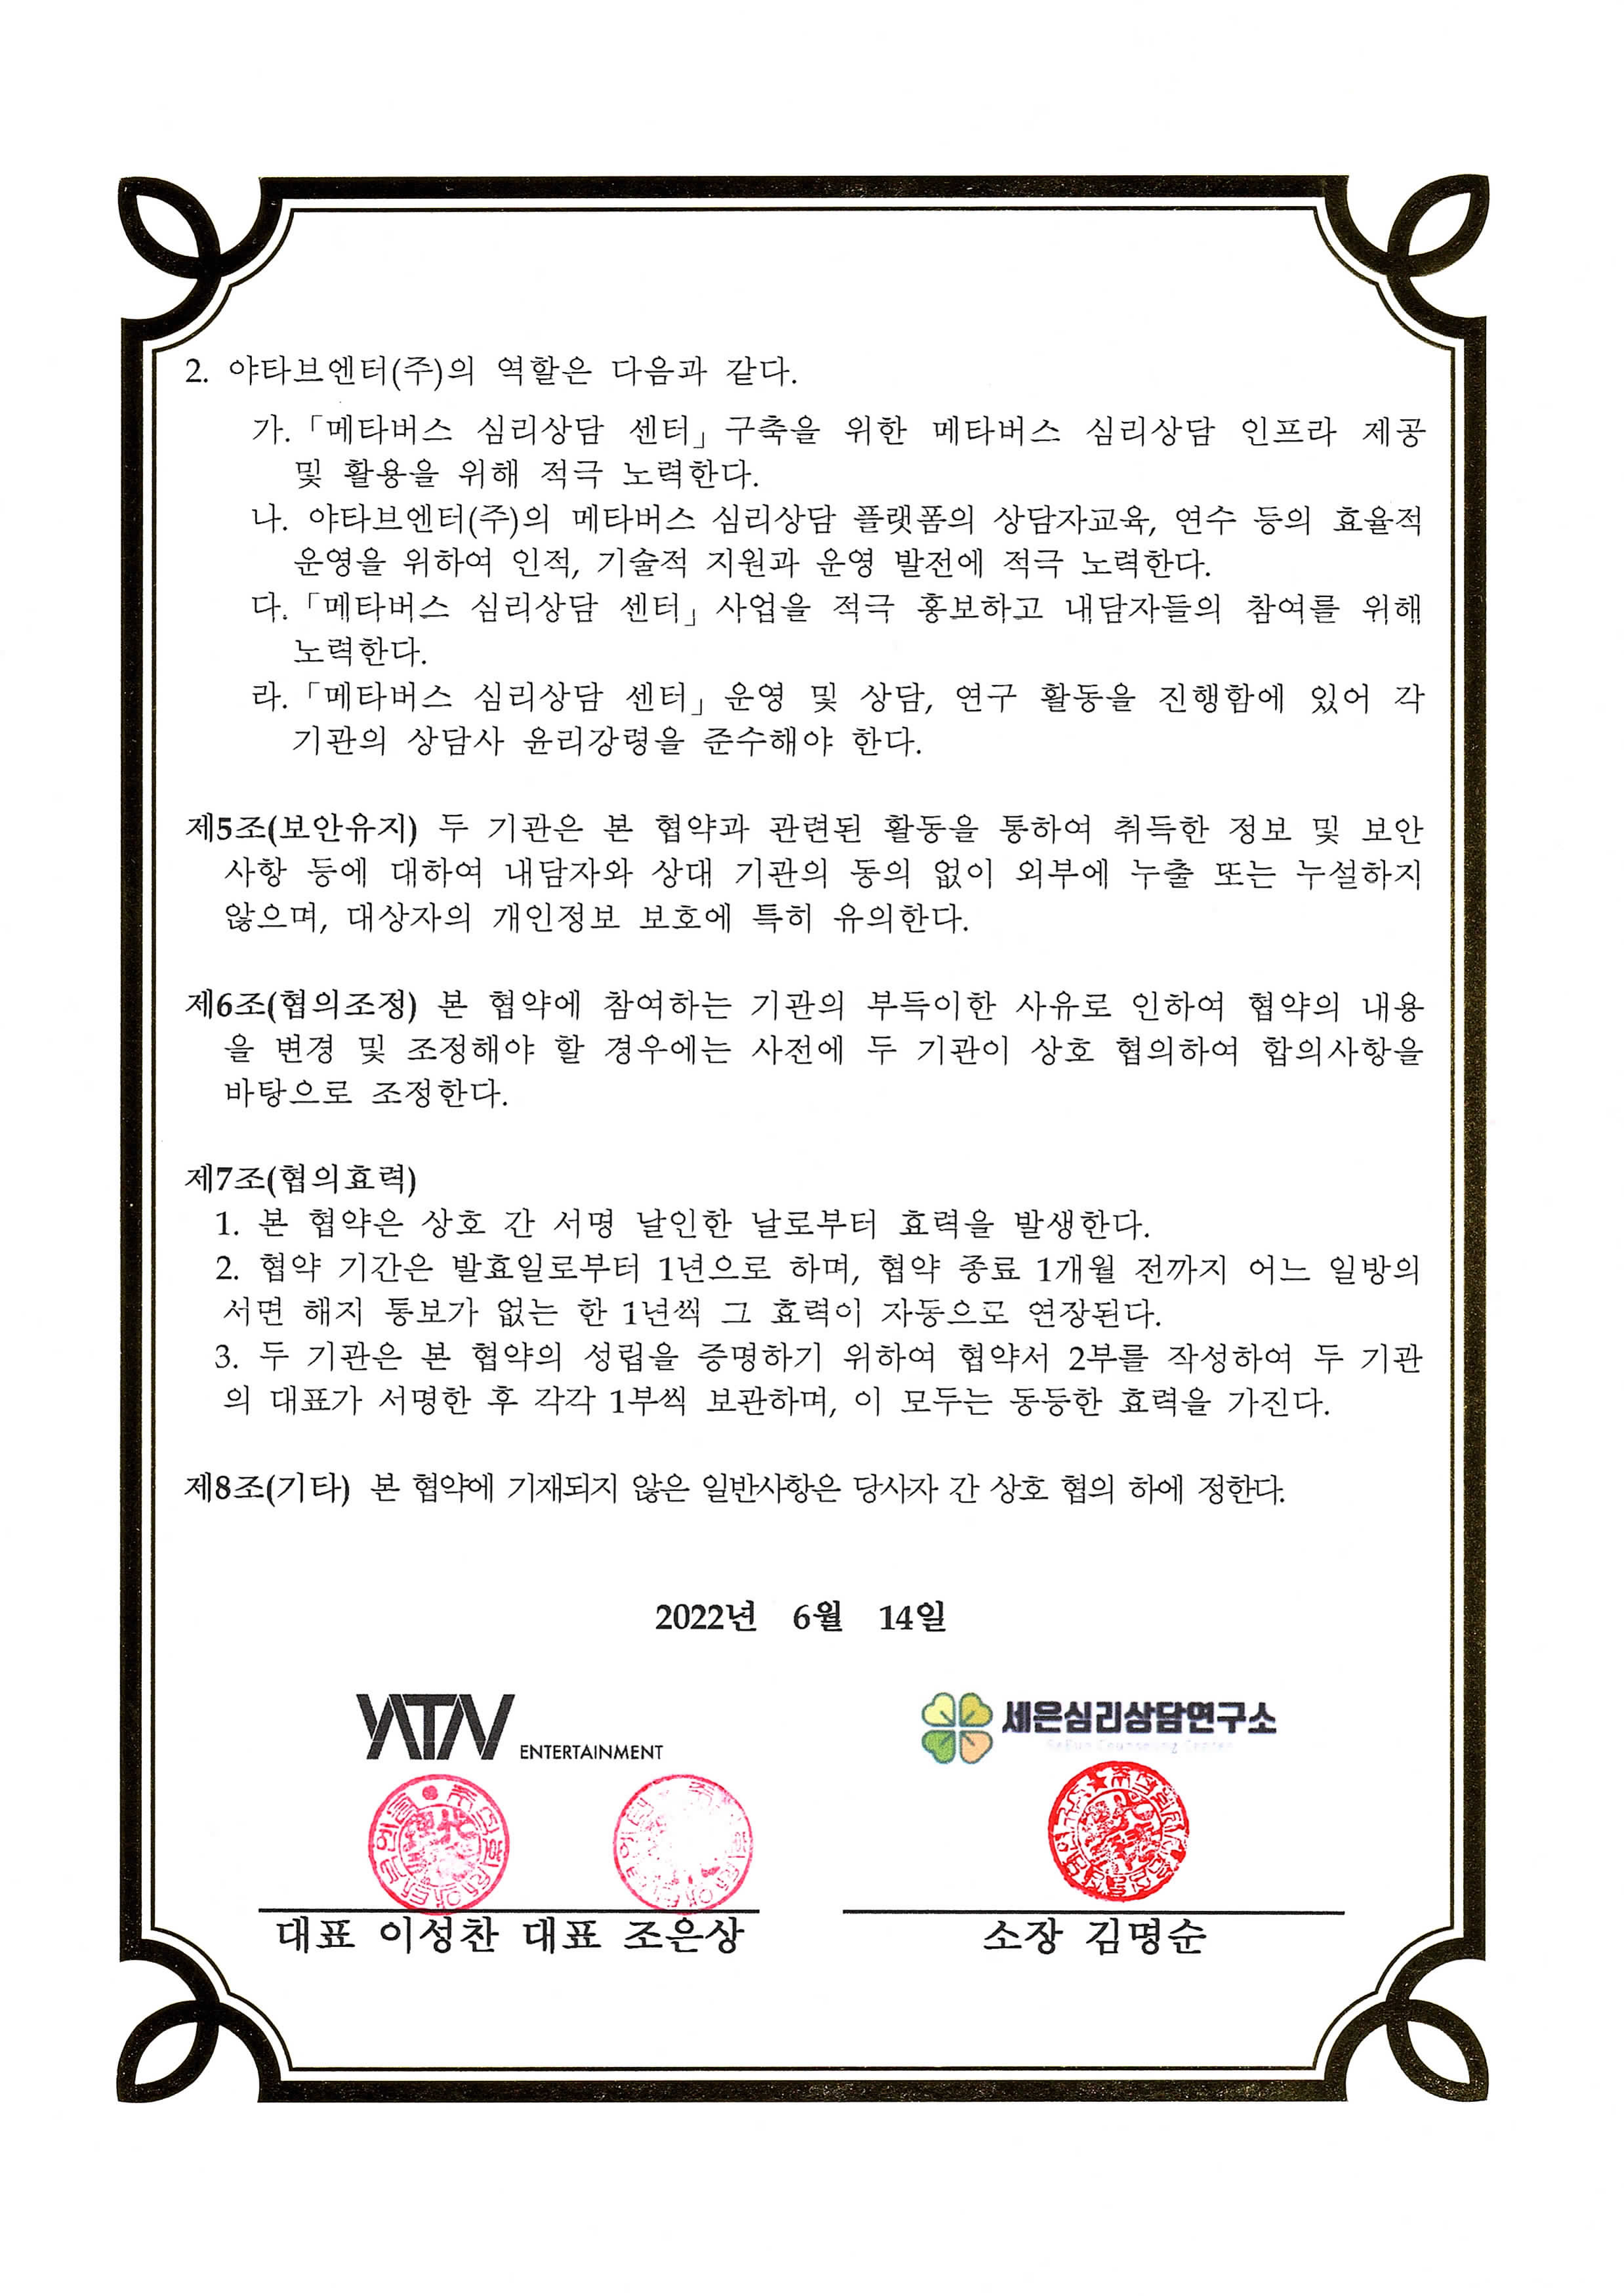 2. 야타브엔터(주)의 역할은 다음과 같다.
가.「메타버스 심리상담 센터」구축을 위한 메타버스 심리상담 인프라 제공
및 활용을 위해 적극 노력한다.
나. 야타브엔터(주)의 메타버스 심리상담 플랫폼의 상담자교육, 연수 등의 효율적
운영을 위하여 인적, 기술적 지원과 운영 발전에 적극 노력한다.
다.「메타버스 심리상담 센터」사업을 적극 홍보하고 내담자들의 참여를 위해
노력한다.
라.「메타버스 심리상담 센터」운영 및 상담, 연구 활동을 진행함에 있어 각
기관의 상담사 윤리강령을 준수해야 한다.
제5조(보안유지) 두 기관은 본 협약과 관련된 활동을 통하여 취득한 정보 및 보안
사항 등에 대하여 내담자와 상대 기관의 동의 없이 외부에 누출 또는 누설하지
않으며, 대상자의 개인정보 보호에 특히 유의한다.
제6조(협의조정) 본 협약에 참여하는 기관의 부득이한 사유로 인하여 협약의 내용
을 변경 및 조정해야 할 경우에는 사전에 두 기관이 상호 협의하여 합의사항을
바탕으로 조정한다.
제7조(협의효력)
1. 본 협약은 상호 간 서명 날인한 날로부터 효력을 발생한다.
2. 협약 기간은 발효일로부터 1년으로 하며, 협약 종료 1개월 전까지 어느 일방의
서면 해지 통보가 없는 한 1년씩 그 효력이 자동으로 연장된다.
3. 두 기관은 본 협약의 성립을 증명하기 위하여 협약서 2부를 작성하여 두 기관
의 대표가 서명한 후 각각 1부씩 보관하며, 이 모두는 동등한 효력을 가진다.
제8조(기타) 본 협약에 기재되지 않은 일반사항은 당사자 간 상호 협의 하에 정한다.
2022년 6월 14일
YATAV ENTERTAINMENT
세은심리상담연구소
SeEun Counseling Center
대표 이성찬 대표 조은상
소장 김명순